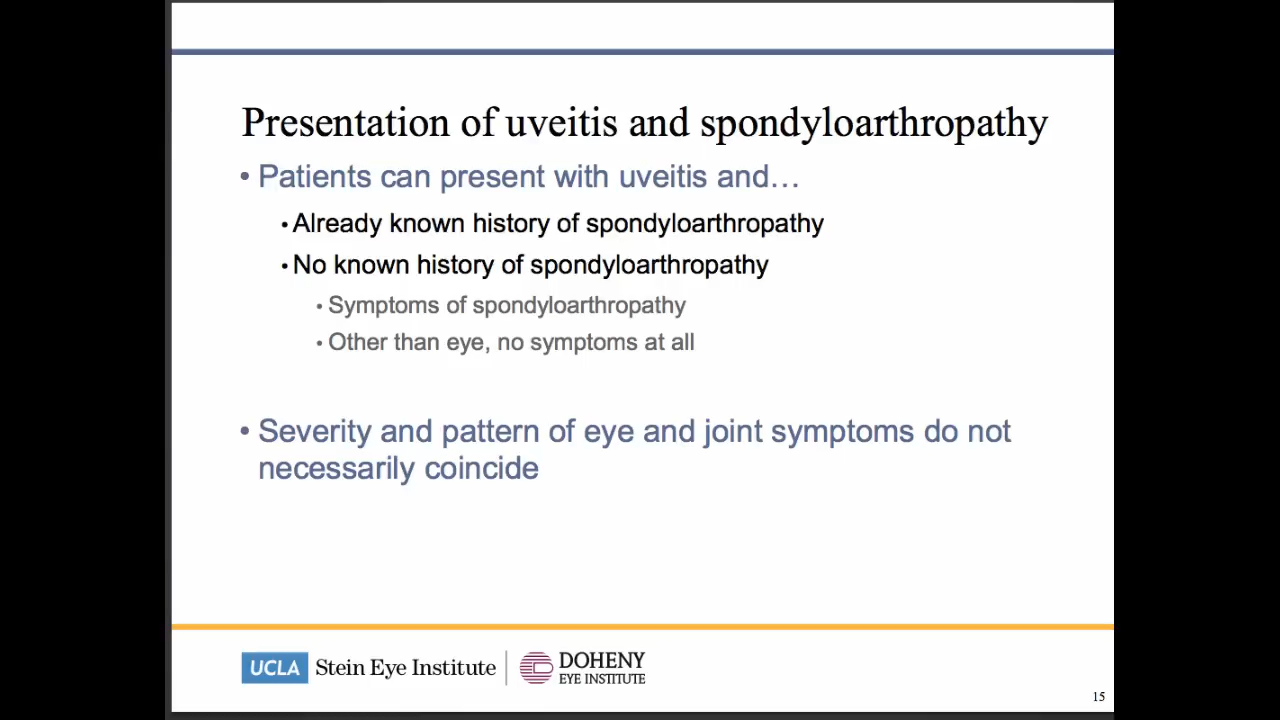 Presentation of uveitis and spondyloarthropathy
• Patients can present with uveitis and…
• Already known history of spondyloarthropathy
• No known history of spondyloarthropathy
• Symptoms of spondyloarthropathy
• Other than eye, no symptoms at all
• Severity and pattern of eye and joint symptoms do not
necessarily coincide
UCLA Stein Eye Institute | DOHENY
EYE INSTITUTE
15